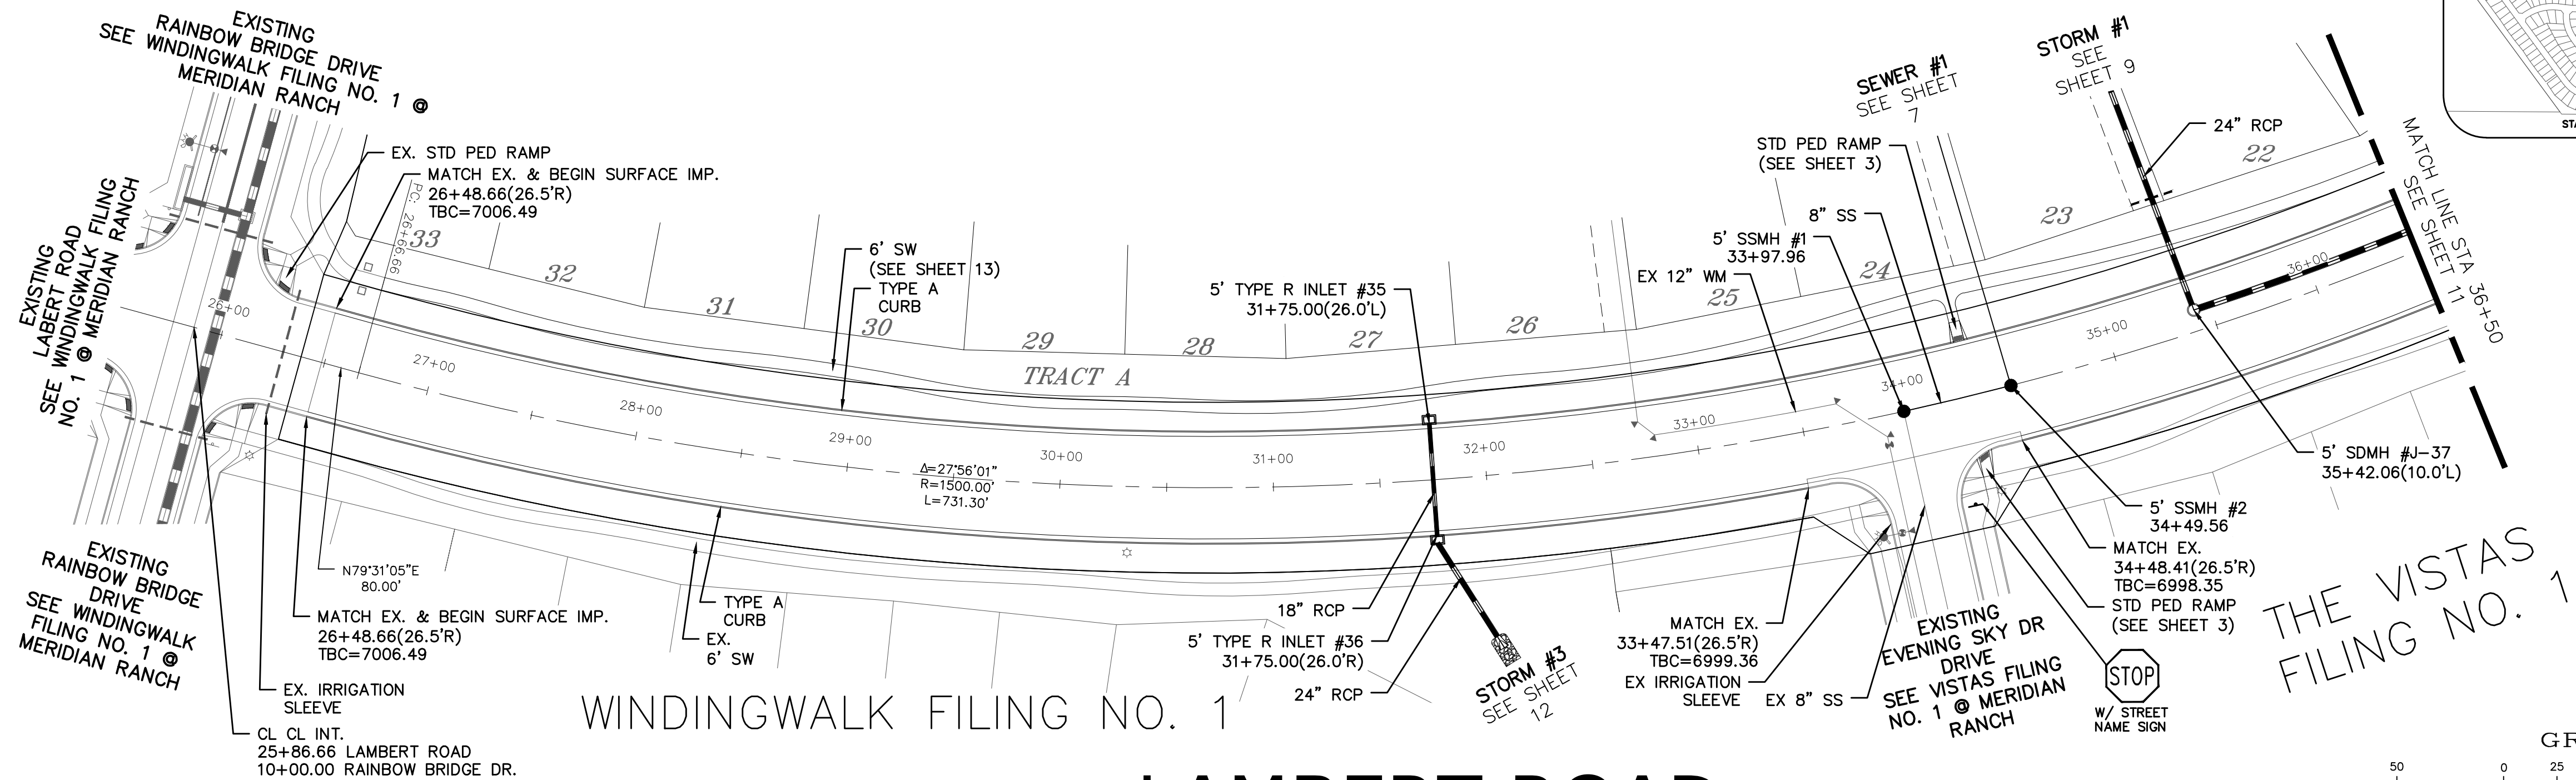 EXISTING
RAINBOW BRIDGE DRIVE
SEE WINDINGWALK FILING NO. 1 @
MERIDIAN RANCH
EXISTING
LABERT ROAD
SEE WINDINGWALK FILING
NO. 1 @ MERIDIAN RANCH
EX. STD PED RAMP
MATCH EX. & BEGIN SURFACE IMP.
26+48.66(26.5'R)
TBC=7006.49
PC: 26+66.66
33
32
31
30
29
28
27
26
25
24
23
22
6' SW
(SEE SHEET 13)
TYPE A
CURB
TRACT A
5' TYPE R INLET #35
31+75.00(26.0'L)
EX 12" WM
5' SSMH #1
33+97.96
8" SS
STD PED RAMP
(SEE SHEET 3)
SEWER #1
SEE SHEET
7
STORM #1
SEE
SHEET 9
24" RCP
MATCH LINE STA 36+50
SEE SHEET 11
STA
26+00
27+00
28+00
29+00
30+00
31+00
32+00
33+00
34+00
35+00
36+00
Δ=27°56'01"
R=1500.00'
L=731.30'
N79°31'05"E
80.00'
EXISTING
RAINBOW BRIDGE
DRIVE
SEE WINDINGWALK
FILING NO. 1 @
MERIDIAN RANCH
MATCH EX. & BEGIN SURFACE IMP.
26+48.66(26.5'R)
TBC=7006.49
EX. IRRIGATION
SLEEVE
CL CL INT.
25+86.66 LAMBERT ROAD
10+00.00 RAINBOW BRIDGE DR.
TYPE A
CURB
EX.
6' SW
WINDINGWALK FILING NO. 1
18" RCP
5' TYPE R INLET #36
31+75.00(26.0'R)
24" RCP
STORM #3
SEE SHEET
12
MATCH EX.
33+47.51(26.5'R)
TBC=6999.36
EX IRRIGATION
SLEEVE
EX 8" SS
EXISTING
EVENING SKY DR
DRIVE
SEE VISTAS FILING
NO. 1 @ MERIDIAN
RANCH
5' SDMH #J-37
35+42.06(10.0'L)
5' SSMH #2
34+49.56
MATCH EX.
34+48.41(26.5'R)
TBC=6998.35
STD PED RAMP
(SEE SHEET 3)
STOP
W/ STREET
NAME SIGN
THE VISTAS
FILING NO. 1
LAMBERT ROAD
GR
50
0
25